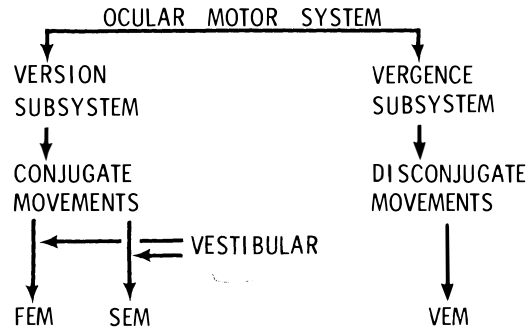 OCULAR MOTOR SYSTEM
VERSION
SUBSYSTEM
VERGENCE
SUBSYSTEM
CONJUGATE
MOVEMENTS
DISCONJUGATE
MOVEMENTS
VESTIBULAR
FEM
SEM
VEM